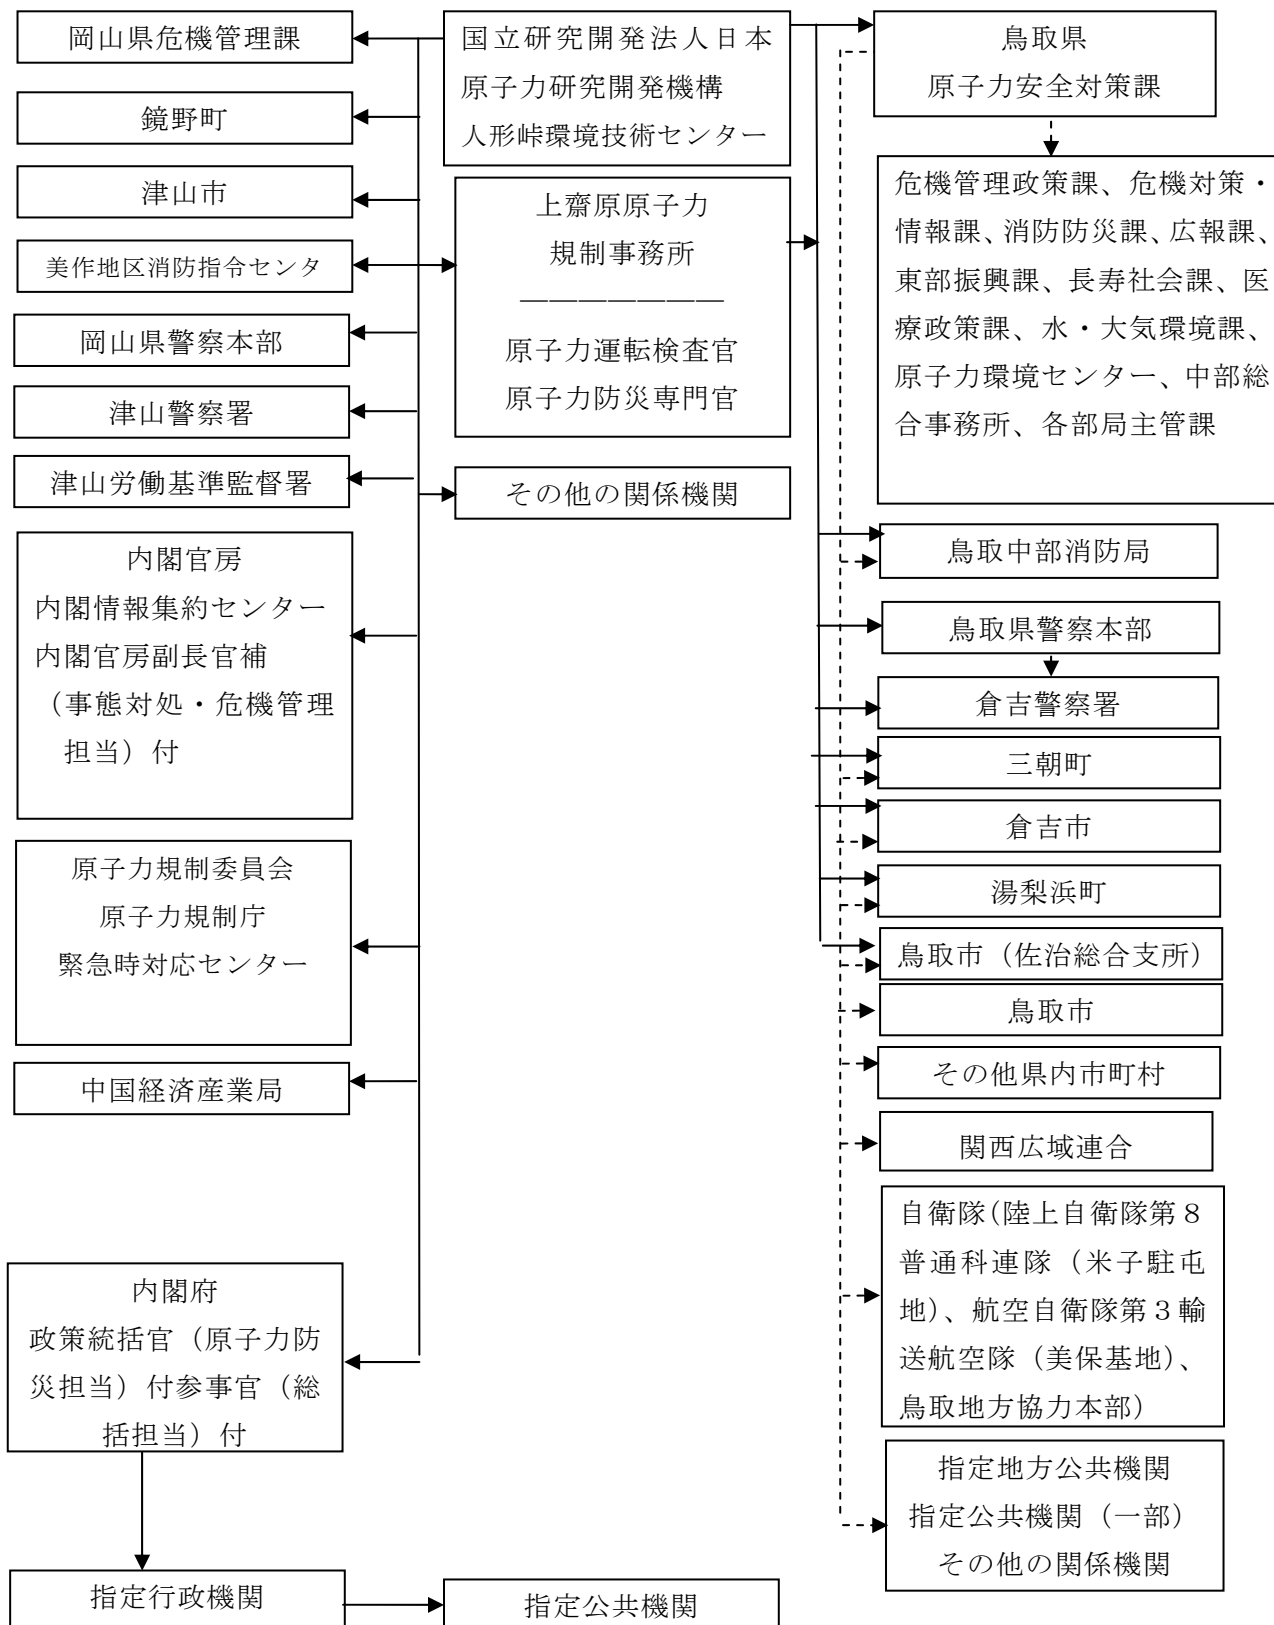 岡山県危機管理課
鏡野町
津山市
美作地区消防指令センタ
岡山県警察本部
津山警察署
津山労働基準監督署
内閣官房
内閣情報集約センター
内閣官房副長官補
（事態対処・危機管理
担当）付
原子力規制委員会
原子力規制庁
緊急時対応センター
中国経済産業局
内閣府
政策統括官（原子力防
災担当）付参事官（総
括担当）付
指定行政機関
国立研究開発法人日本
原子力研究開発機構
人形峠環境技術センター
上齋原原子力
規制事務所
―――――――
原子力運転検査官
原子力防災専門官
その他の関係機関
指定公共機関
鳥取県
原子力安全対策課
危機管理政策課、危機対策・
情報課、消防防災課、広報課、
東部振興課、長寿社会課、医
療政策課、水・大気環境課、
原子力環境センター、中部総
合事務所、各部局主管課
鳥取中部消防局
鳥取県警察本部
倉吉警察署
三朝町
倉吉市
湯梨浜町
鳥取市（佐治総合支所）
鳥取市
その他県内市町村
関西広域連合
自衛隊（陸上自衛隊第８
普通科連隊（米子駐屯
地）、航空自衛隊第３輸
送航空隊（美保基地）、
鳥取地方協力本部）
指定地方公共機関
指定公共機関（一部）
その他の関係機関